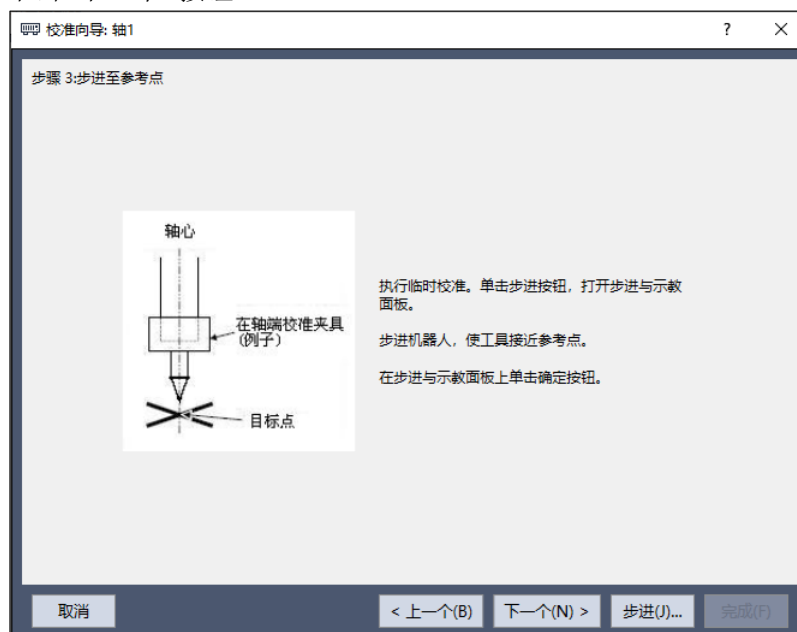 校准向导: 轴1
?
步骤 3:步进至参考点
轴心
在轴端校准夹具
(例子)
目标点
执行临时校准。单击步进按钮，打开步进与示教
面板。
步进机器人，使工具接近参考点。
在步进与示教面板上单击确定按钮。
取消
< 上一个(B)
下一个(N) >
步进(J)...
完成(F)